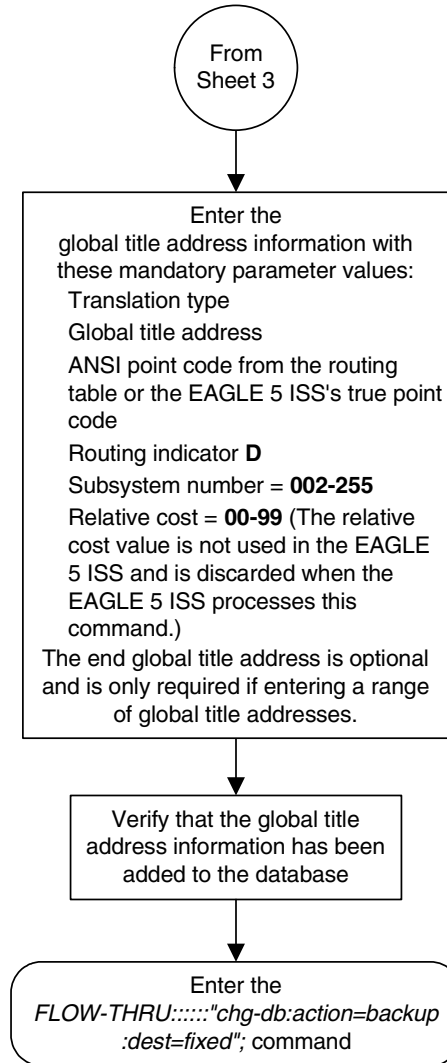 From
Sheet 3
Enter the
global title address information with
these mandatory parameter values:
Translation type
Global title address
ANSI point code from the routing
table or the EAGLE 5 ISS's true point
code
Routing indicator D
Subsystem number = 002-255
Relative cost = 00-99 (The relative
cost value is not used in the EAGLE
5 ISS and is discarded when the
EAGLE 5 ISS processes this
command.)
The end global title address is optional
and is only required if entering a range
of global title addresses.
Verify that the global title
address information has been
added to the database
Enter the
FLOW-THRU::::::"chg-db:action=backup
:dest=fixed"; command